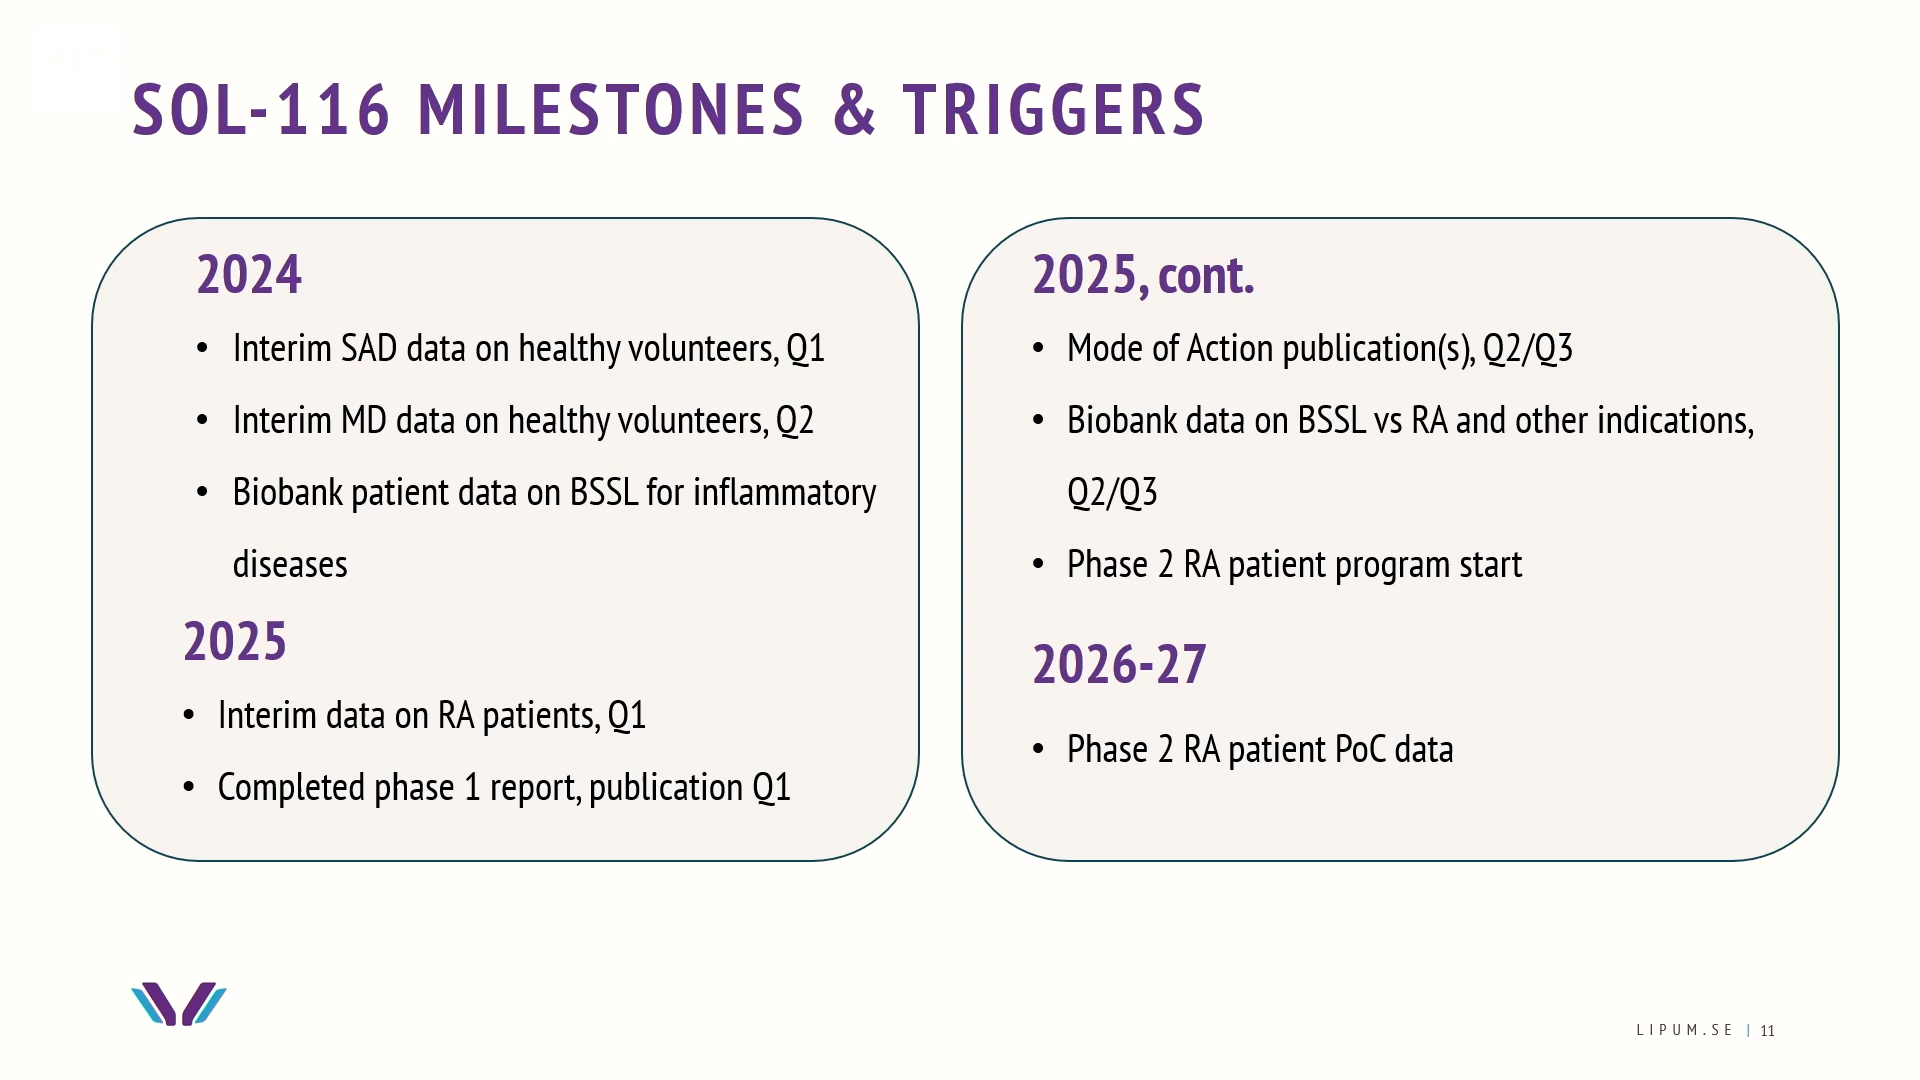 SOL-116 MILESTONES & TRIGGERS
2024
• Interim SAD data on healthy volunteers, Q1
• Interim MD data on healthy volunteers, Q2
• Biobank patient data on BSSL for inflammatory
diseases
2025
• Interim data on RA patients, Q1
• Completed phase 1 report, publication Q1
2025, cont.
• Mode of Action publication(s), Q2/Q3
• Biobank data on BSSL vs RA and other indications,
Q2/Q3
• Phase 2 RA patient program start
2026-27
• Phase 2 RA patient PoC data
LIPUM.SE | 11